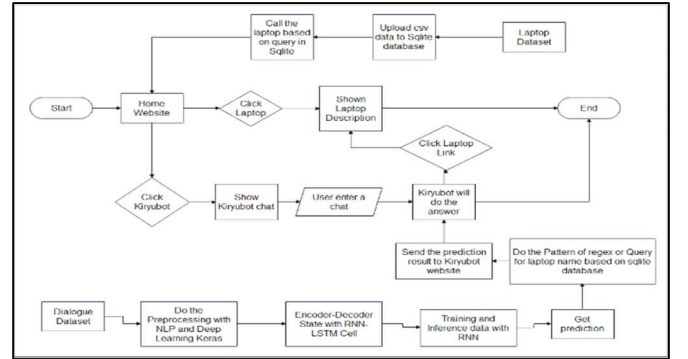 Call the
laptop based
on query in
Sqlite
Upload csv
data to Sqlite
database
Laptop
Dataset
Start
Home
Website
Click
Laptop
Shown
Laptop
Description
End
Click Laptop
Link
Click
Kiryubot
Show
Kiryubot chat
User enter a
chat
Kiryubot will
do the
answer
Send the prediction
result to Kiryubot
website
Do the Pattern of regex or Query
for laptop name based on sqlite
database
Dialogue
Dataset
Do the
Preprocessing with
NLP and Deep
Learning Keras
Encoder-Decoder
State with RNN-
LSTM Cell
Training and
Inference data with
RNN
Get
prediction